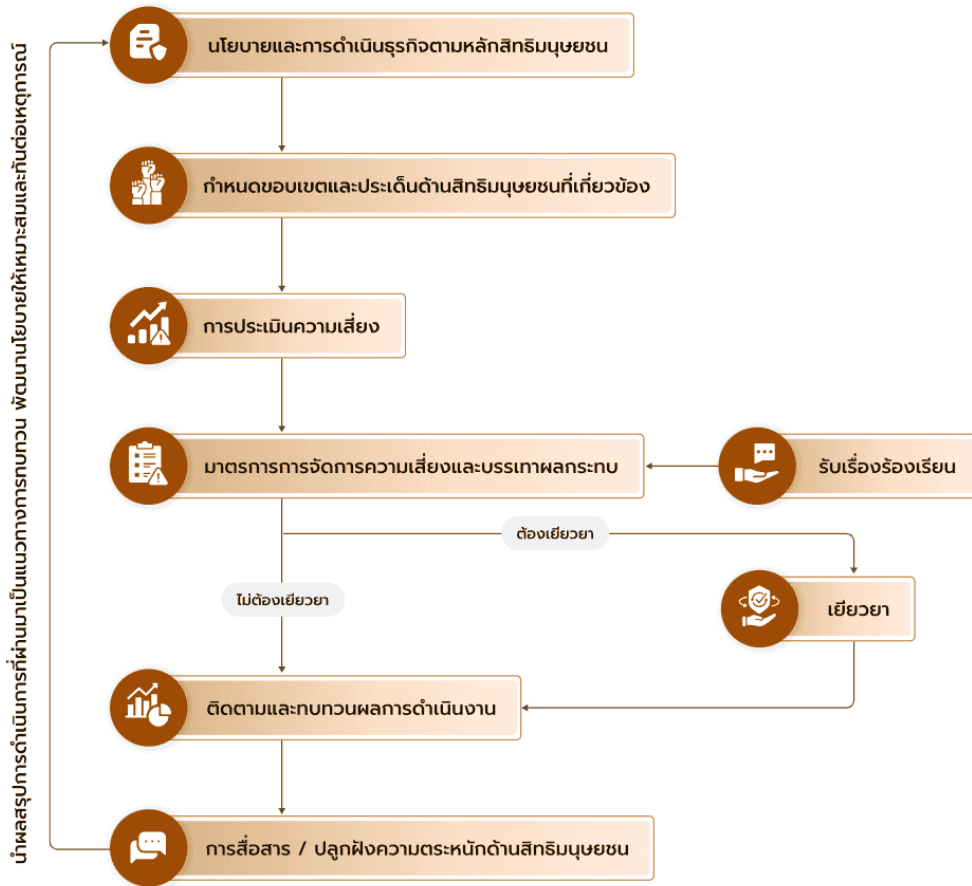 นโยบายและการดำเนินธุรกิจตามหลักสิทธิมนุษยชน
กำหนดขอบเขตและประเด็นด้านสิทธิมนุษยชนที่เกี่ยวข้อง
การประเมินความเสี่ยง
มาตรการการจัดการความเสี่ยงและบรรเทาผลกระทบ
รับเรื่องร้องเรียน
ต้องเยียวยา
ไม่ต้องเยียวยา
เยียวยา
ติดตามและทบทวนผลการดำเนินงาน
การสื่อสาร / ปลูกฝังความตระหนักด้านสิทธิมนุษยชน
นำผลสรุปการดำเนินการที่ผ่านมาเป็นแนวทางการทบทวน พัฒนานโยบายให้เหมาะสมและทันต่อเหตุการณ์